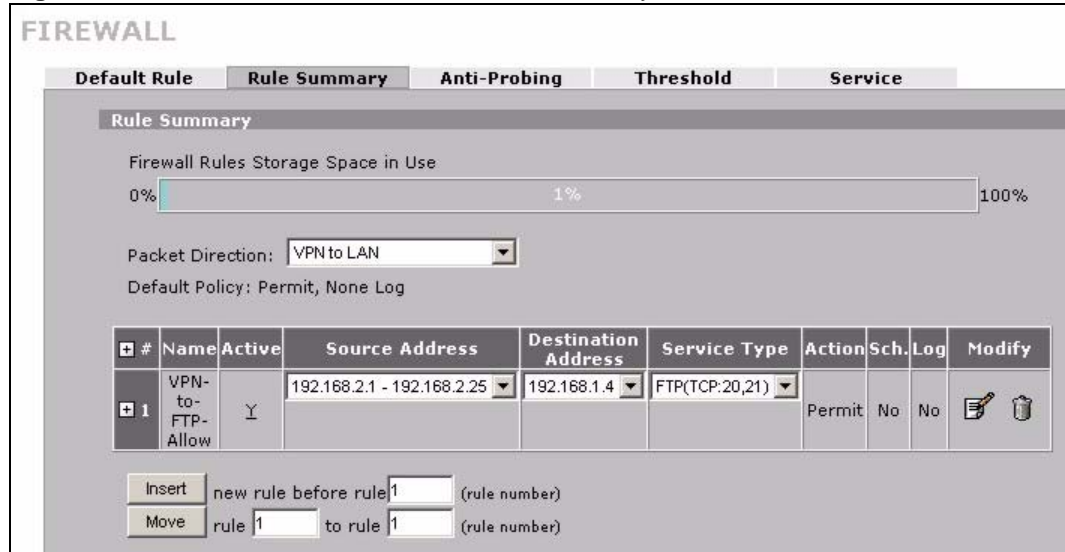 FIREWALL
Default Rule Rule Summary Anti-Probing Threshold Service
Rule Summary
Firewall Rules Storage Space in Use
0% 1% 100%
Packet Direction: VPN to LAN
Default Policy: Permit, None Log
# Name Active Source Address Destination Address Service Type Action Sch. Log Modify
1 VPN-to-FTP-Allow Y 192.168.2.1 - 192.168.2.25 192.168.1.4 FTP(TCP:20,21) Permit No No
Insert new rule before rule 1 (rule number)
Move rule 1 to rule 1 (rule number)